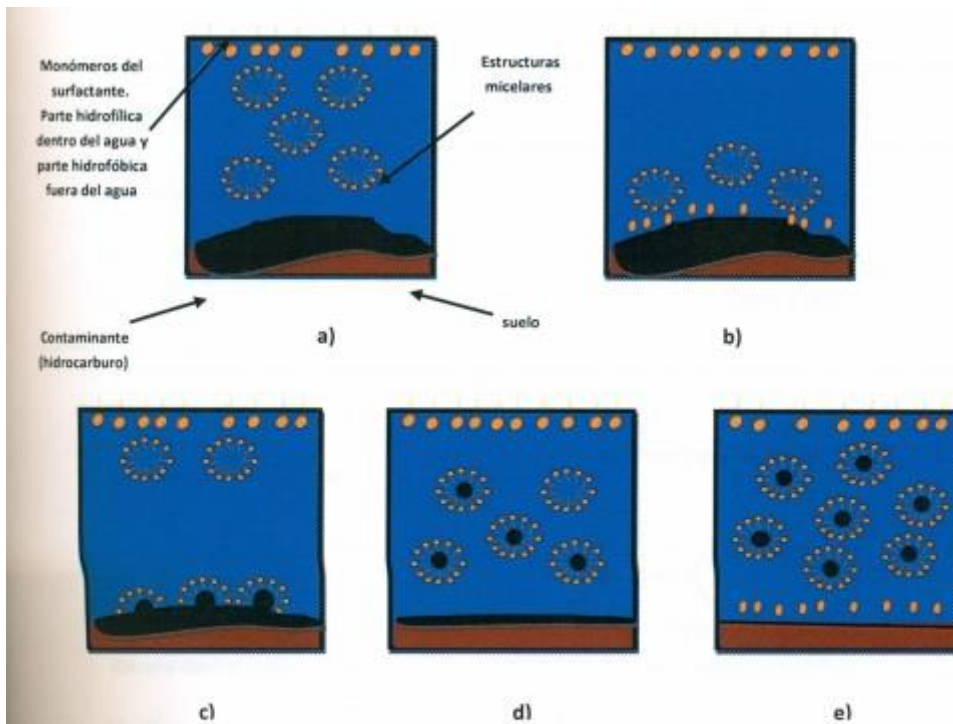 Monómeros del
surfactante.
Parte hidrofílica
dentro del agua y
parte hidrofóbica
fuera del agua
Estructuras
micelares
Contaminante
(hidrocarburo)
suelo
a)
b)
c)
d)
e)